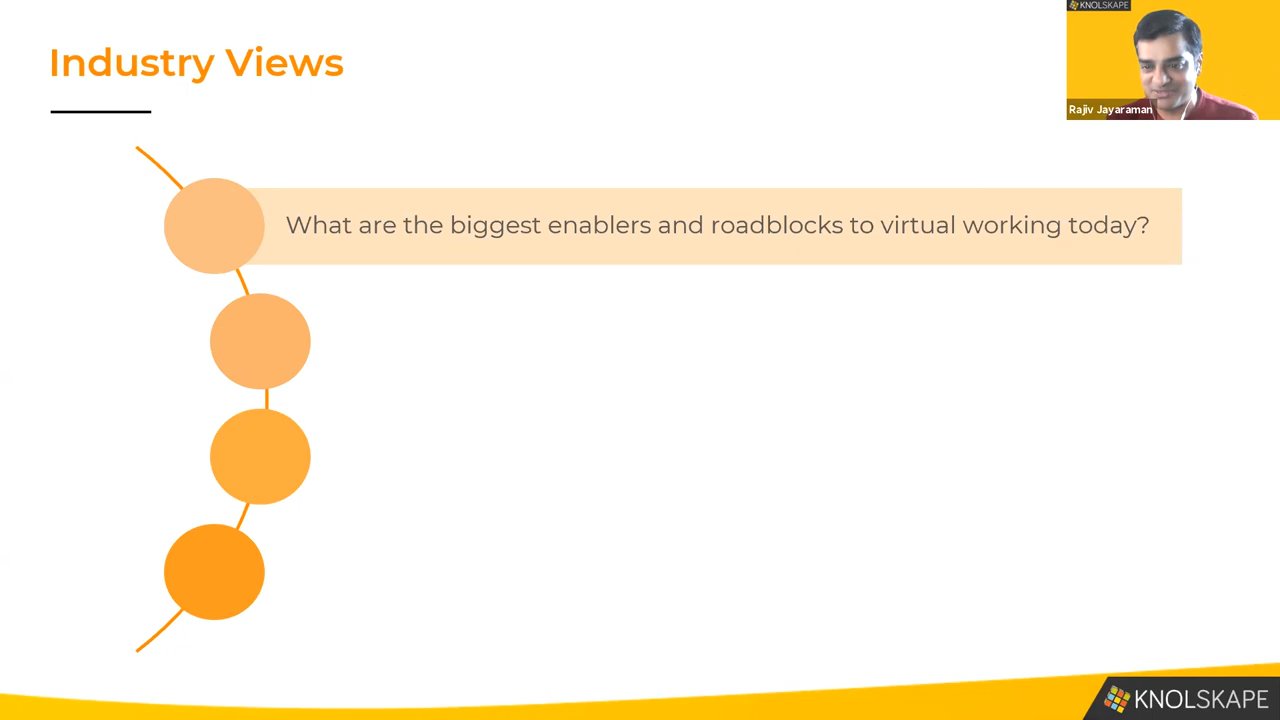 Industry Views
KNOLSKAPE
Rajiv Jayaraman
What are the biggest enablers and roadblocks to virtual working today?
KNOLSKAPE